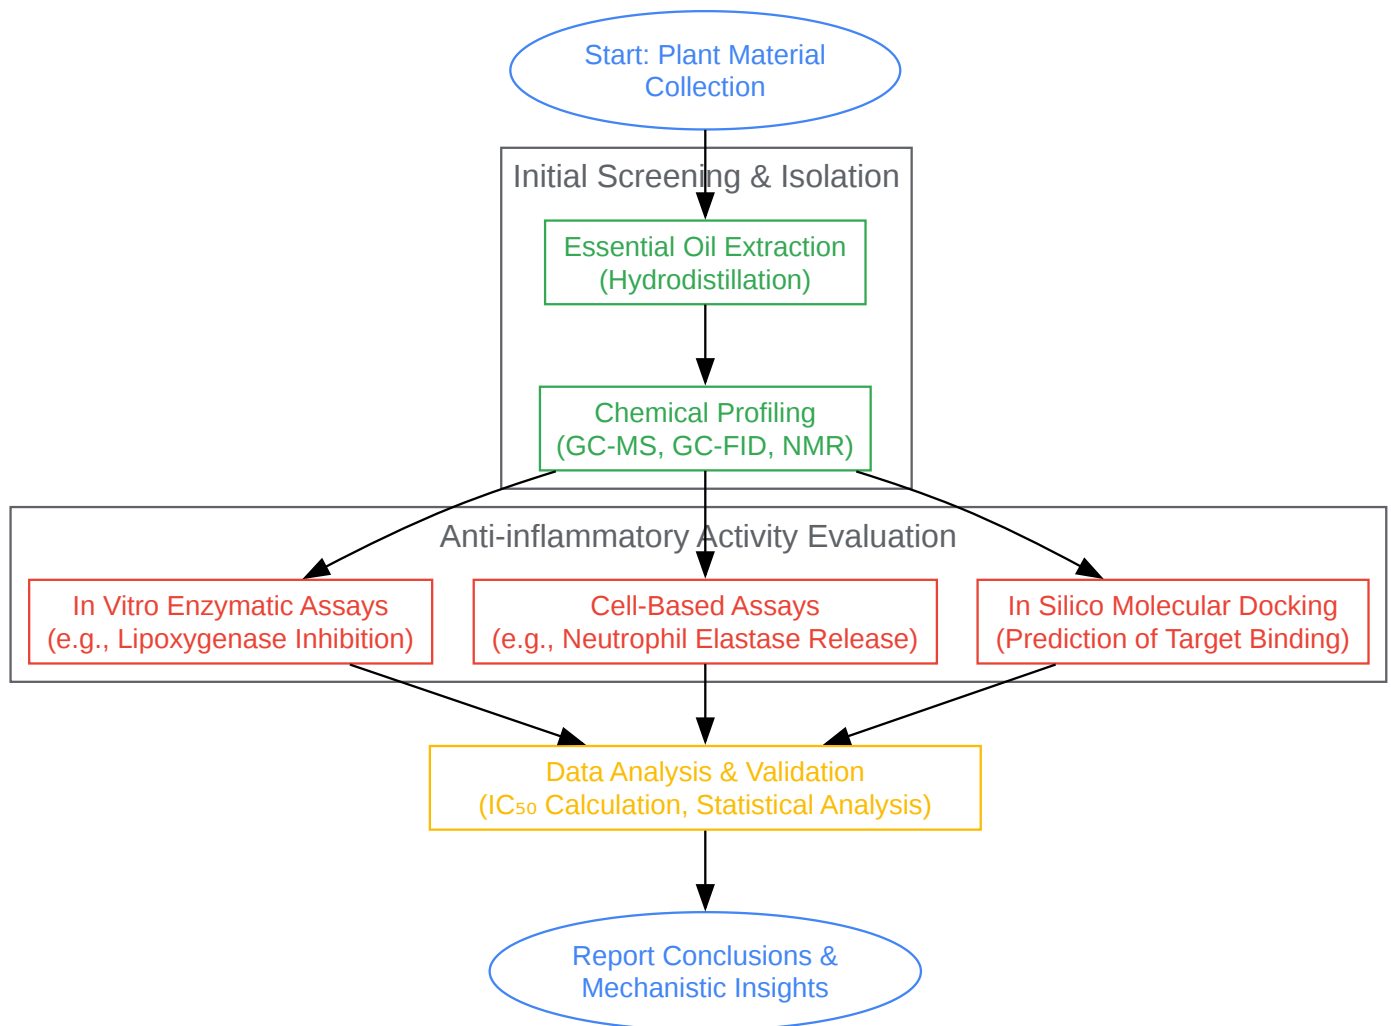 Start: Plant Material
Collection
Initial Screening & Isolation
Essential Oil Extraction
(Hydrodistillation)
Chemical Profiling
(GC-MS, GC-FID, NMR)
Anti-inflammatory Activity Evaluation
In Vitro Enzymatic Assays
(e.g., Lipoxygenase Inhibition)
Cell-Based Assays
(e.g., Neutrophil Elastase Release)
In Silico Molecular Docking
(Prediction of Target Binding)
Data Analysis & Validation
(IC₅₀ Calculation, Statistical Analysis)
Report Conclusions &
Mechanistic Insights